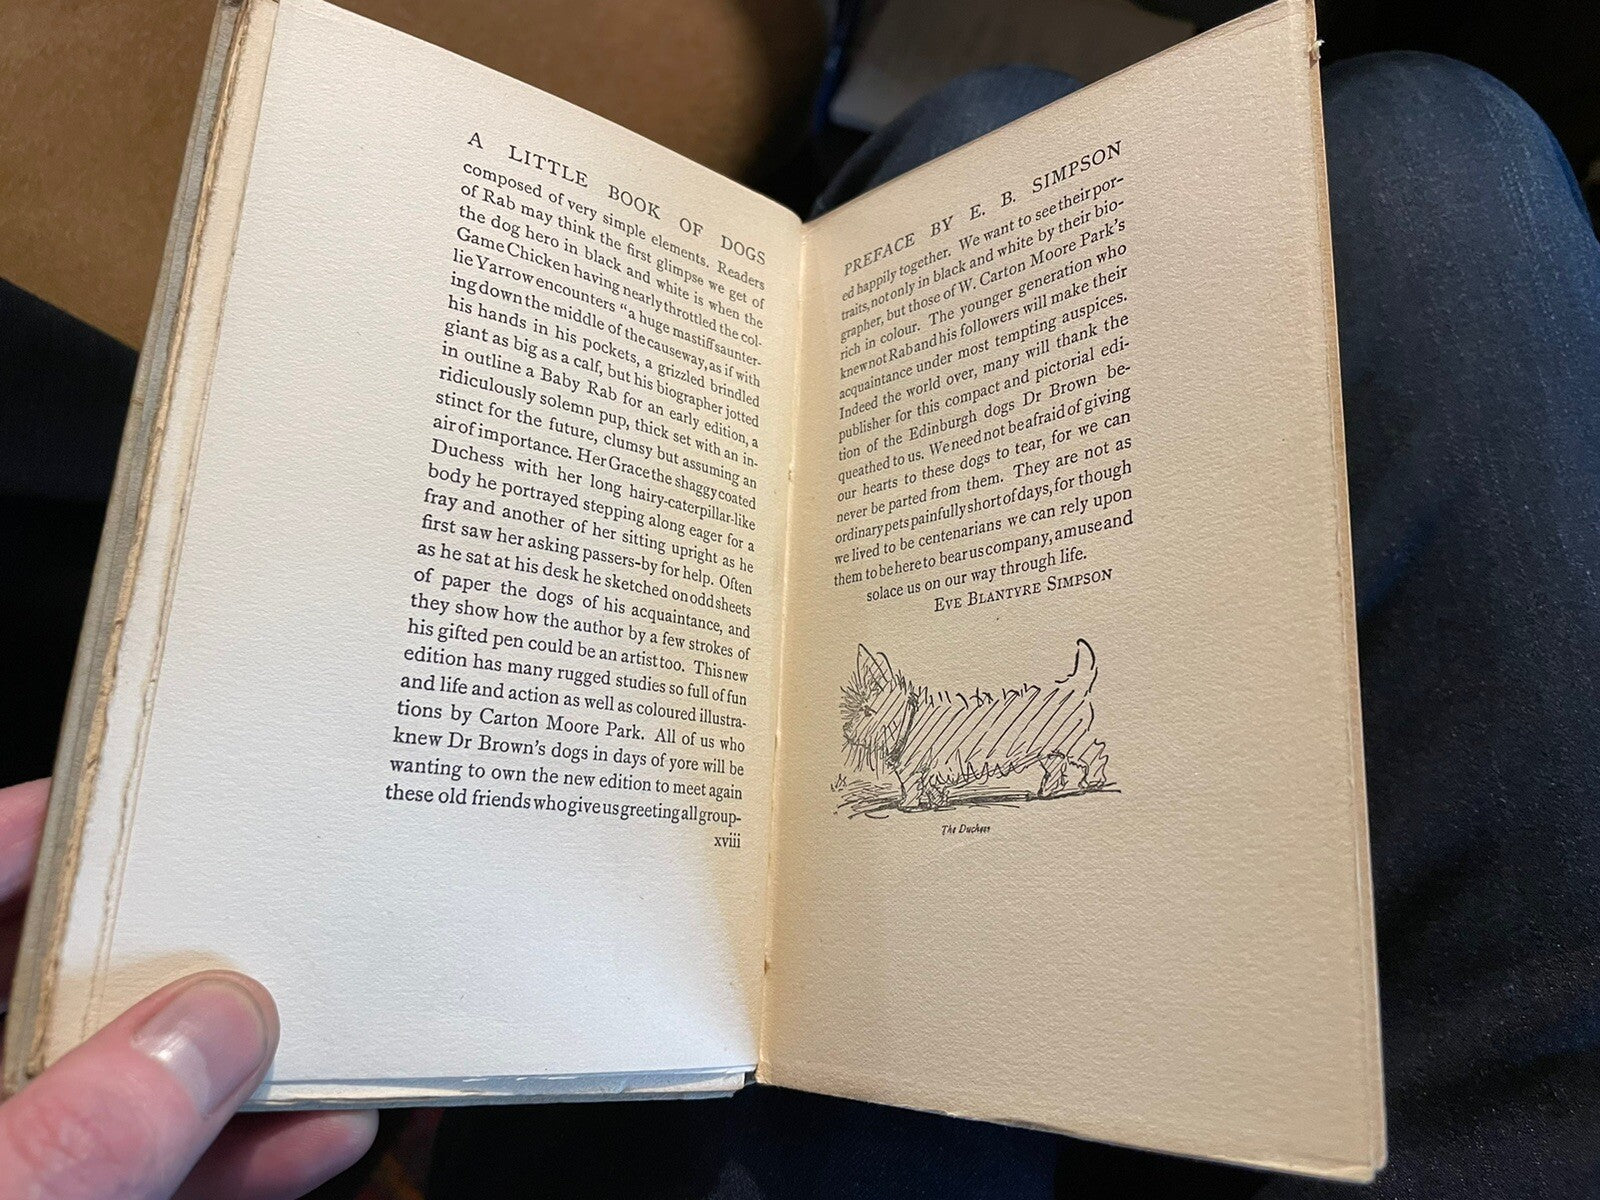 A LITTLE BOOK OF DOGS
composed of very simple elements. Readers
of Rab may think the first glimpse we get of
the dog hero in black and white is when the
Game Chicken having nearly throttled the col-
lie Yarrow encounters "a huge mastiff saunter-
ing down the middle of the causeway, as if with
his hands in his pockets, a grizzled brindled
giant as big as a calf, but his biographer jotted
in outline a Baby Rab for an early edition, a
ridiculously solemn pup, thick set with an in-
stinct for the future, clumsy but assuming an
air of importance. Her Grace the shaggy coated
Duchess with her long hairy-caterpillar-like
body he portrayed stepping along eager for a
fray and another of her sitting upright as he
first saw her asking passers-by for help. Often
as he sat at his desk he sketched on odd sheets
of paper the dogs of his acquaintance, and
they show how the author by a few strokes of
his gifted pen could be an artist too. This new
edition has many rugged studies so full of fun
and life and action as well as coloured illustra-
tions by Carton Moore Park. All of us who
knew Dr Brown's dogs in days of yore will be
wanting to own the new edition to meet again
these old friends who give us greeting all group-
xviii
PREFACE BY E. B. SIMPSON
ed happily together. We want to see their por-
traits, not only in black and white by their bio-
grapher, but those of W. Carton Moore Park's
rich in colour. The younger generation who
knew not Rab and his followers will make their
acquaintance under most tempting auspices.
Indeed the world over, many will thank the
publisher for this compact and pictorial edi-
tion of the Edinburgh dogs Dr Brown be-
queathed to us. We need not be afraid of giving
our hearts to these dogs to tear, for we can
never be parted from them. They are not as
ordinary pets painfully short of days, for though
we lived to be centenarians we can rely upon
them to be here to bear us company, amuse and
solace us on our way through life.
EVE BLANTYRE SIMPSON
The Duchess